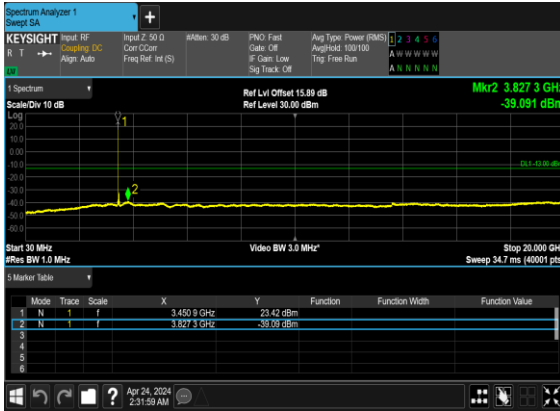 Spectrum Analyzer 1
Swept SA
+
KEYSIGHT Input: RF Input Z: 50 Ω #Atten: 30 dB PNO: Fast Avg Type: Power (RMS) 1 2 3 4 5 6
R T Coupling: DC Corr CCorr Gate: Off Avg|Hold: 100/100 A W W W W W
Align: Auto Freq Ref: Int (S) IF Gain: Low Trig: Free Run
Sig Track: Off A N N N N N
1 Spectrum Ref Lvl Offset 15.89 dB Mkr2 3.827 3 GHz
Scale/Div 10 dB Ref Level 30.00 dBm -39.091 dBm
Log
20.0
10.0
0.00
-10.0
-20.0
-30.0
-40.0
-50.0
-60.0
1
2
DL1 -13.00 dBm
Start 30 MHz Video BW 3.0 MHz* Stop 20.000 GH
#Res BW 1.0 MHz Sweep 34.7 ms (40001 pts
5 Marker Table
Mode Trace Scale X Y Function Function Width Function Value
1 N 1 f 3.450 9 GHz 23.42 dBm
2 N 1 f 3.827 3 GHz -39.09 dBm
3
4
5
6
? Apr 24, 2024
2:31:59 AM